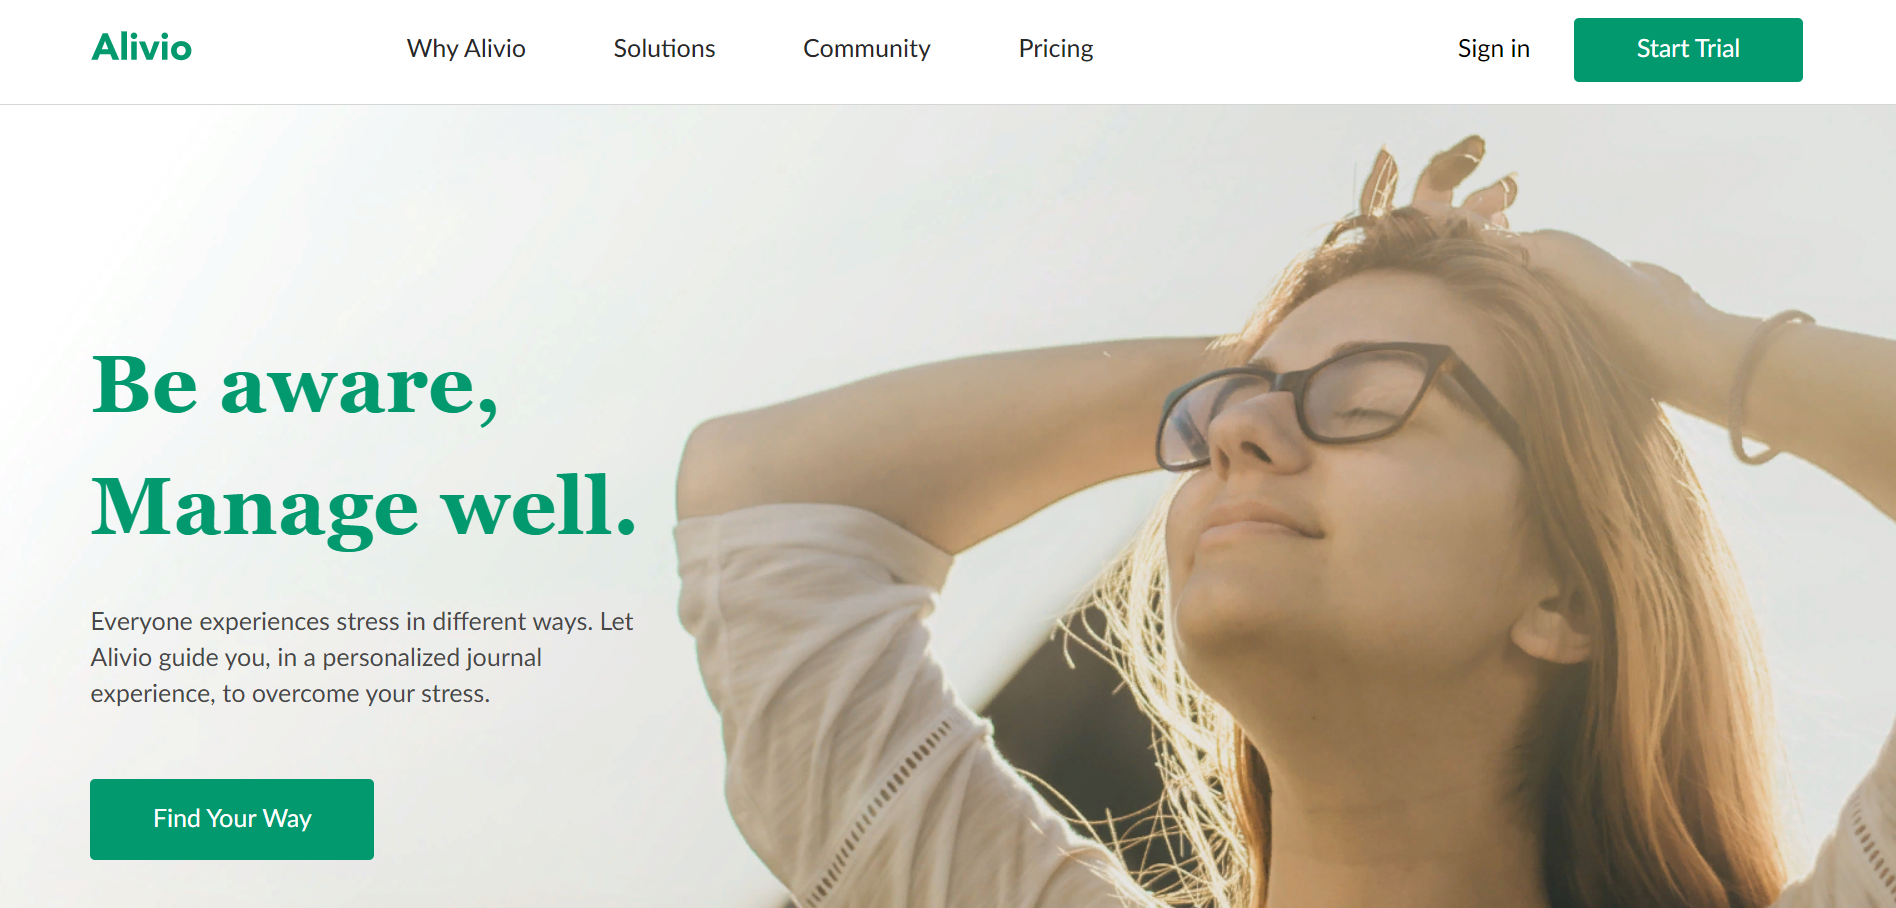 Alivio
Why Alivio
Solutions
Community
Pricing
Sign in
Start Trial
Be aware,
Manage well.
Everyone experiences stress in different ways. Let
Alivio guide you, in a personalized journal
experience, to overcome your stress.
Find Your Way